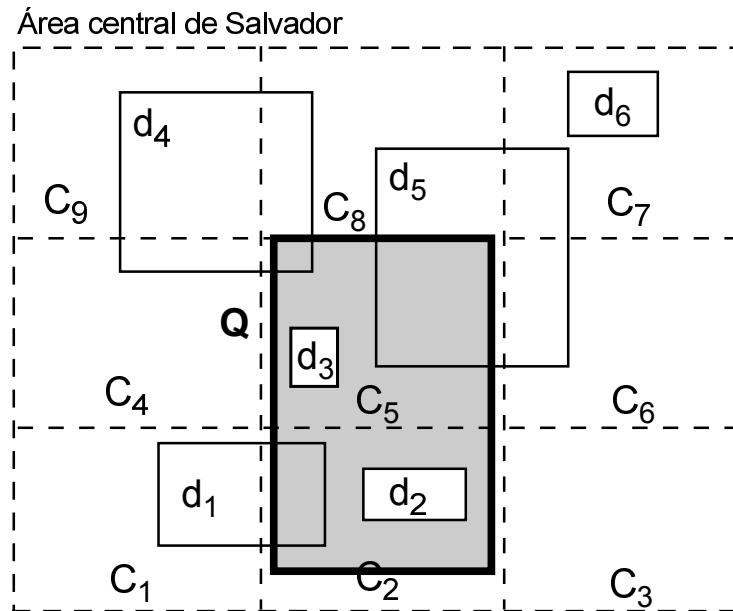 Área central de Salvador
d₄
d₆
d₅
C₉
C₈
C₇
Q
d₃
C₄
C₅
C₆
d₁
d₂
C₁
C₂
C₃